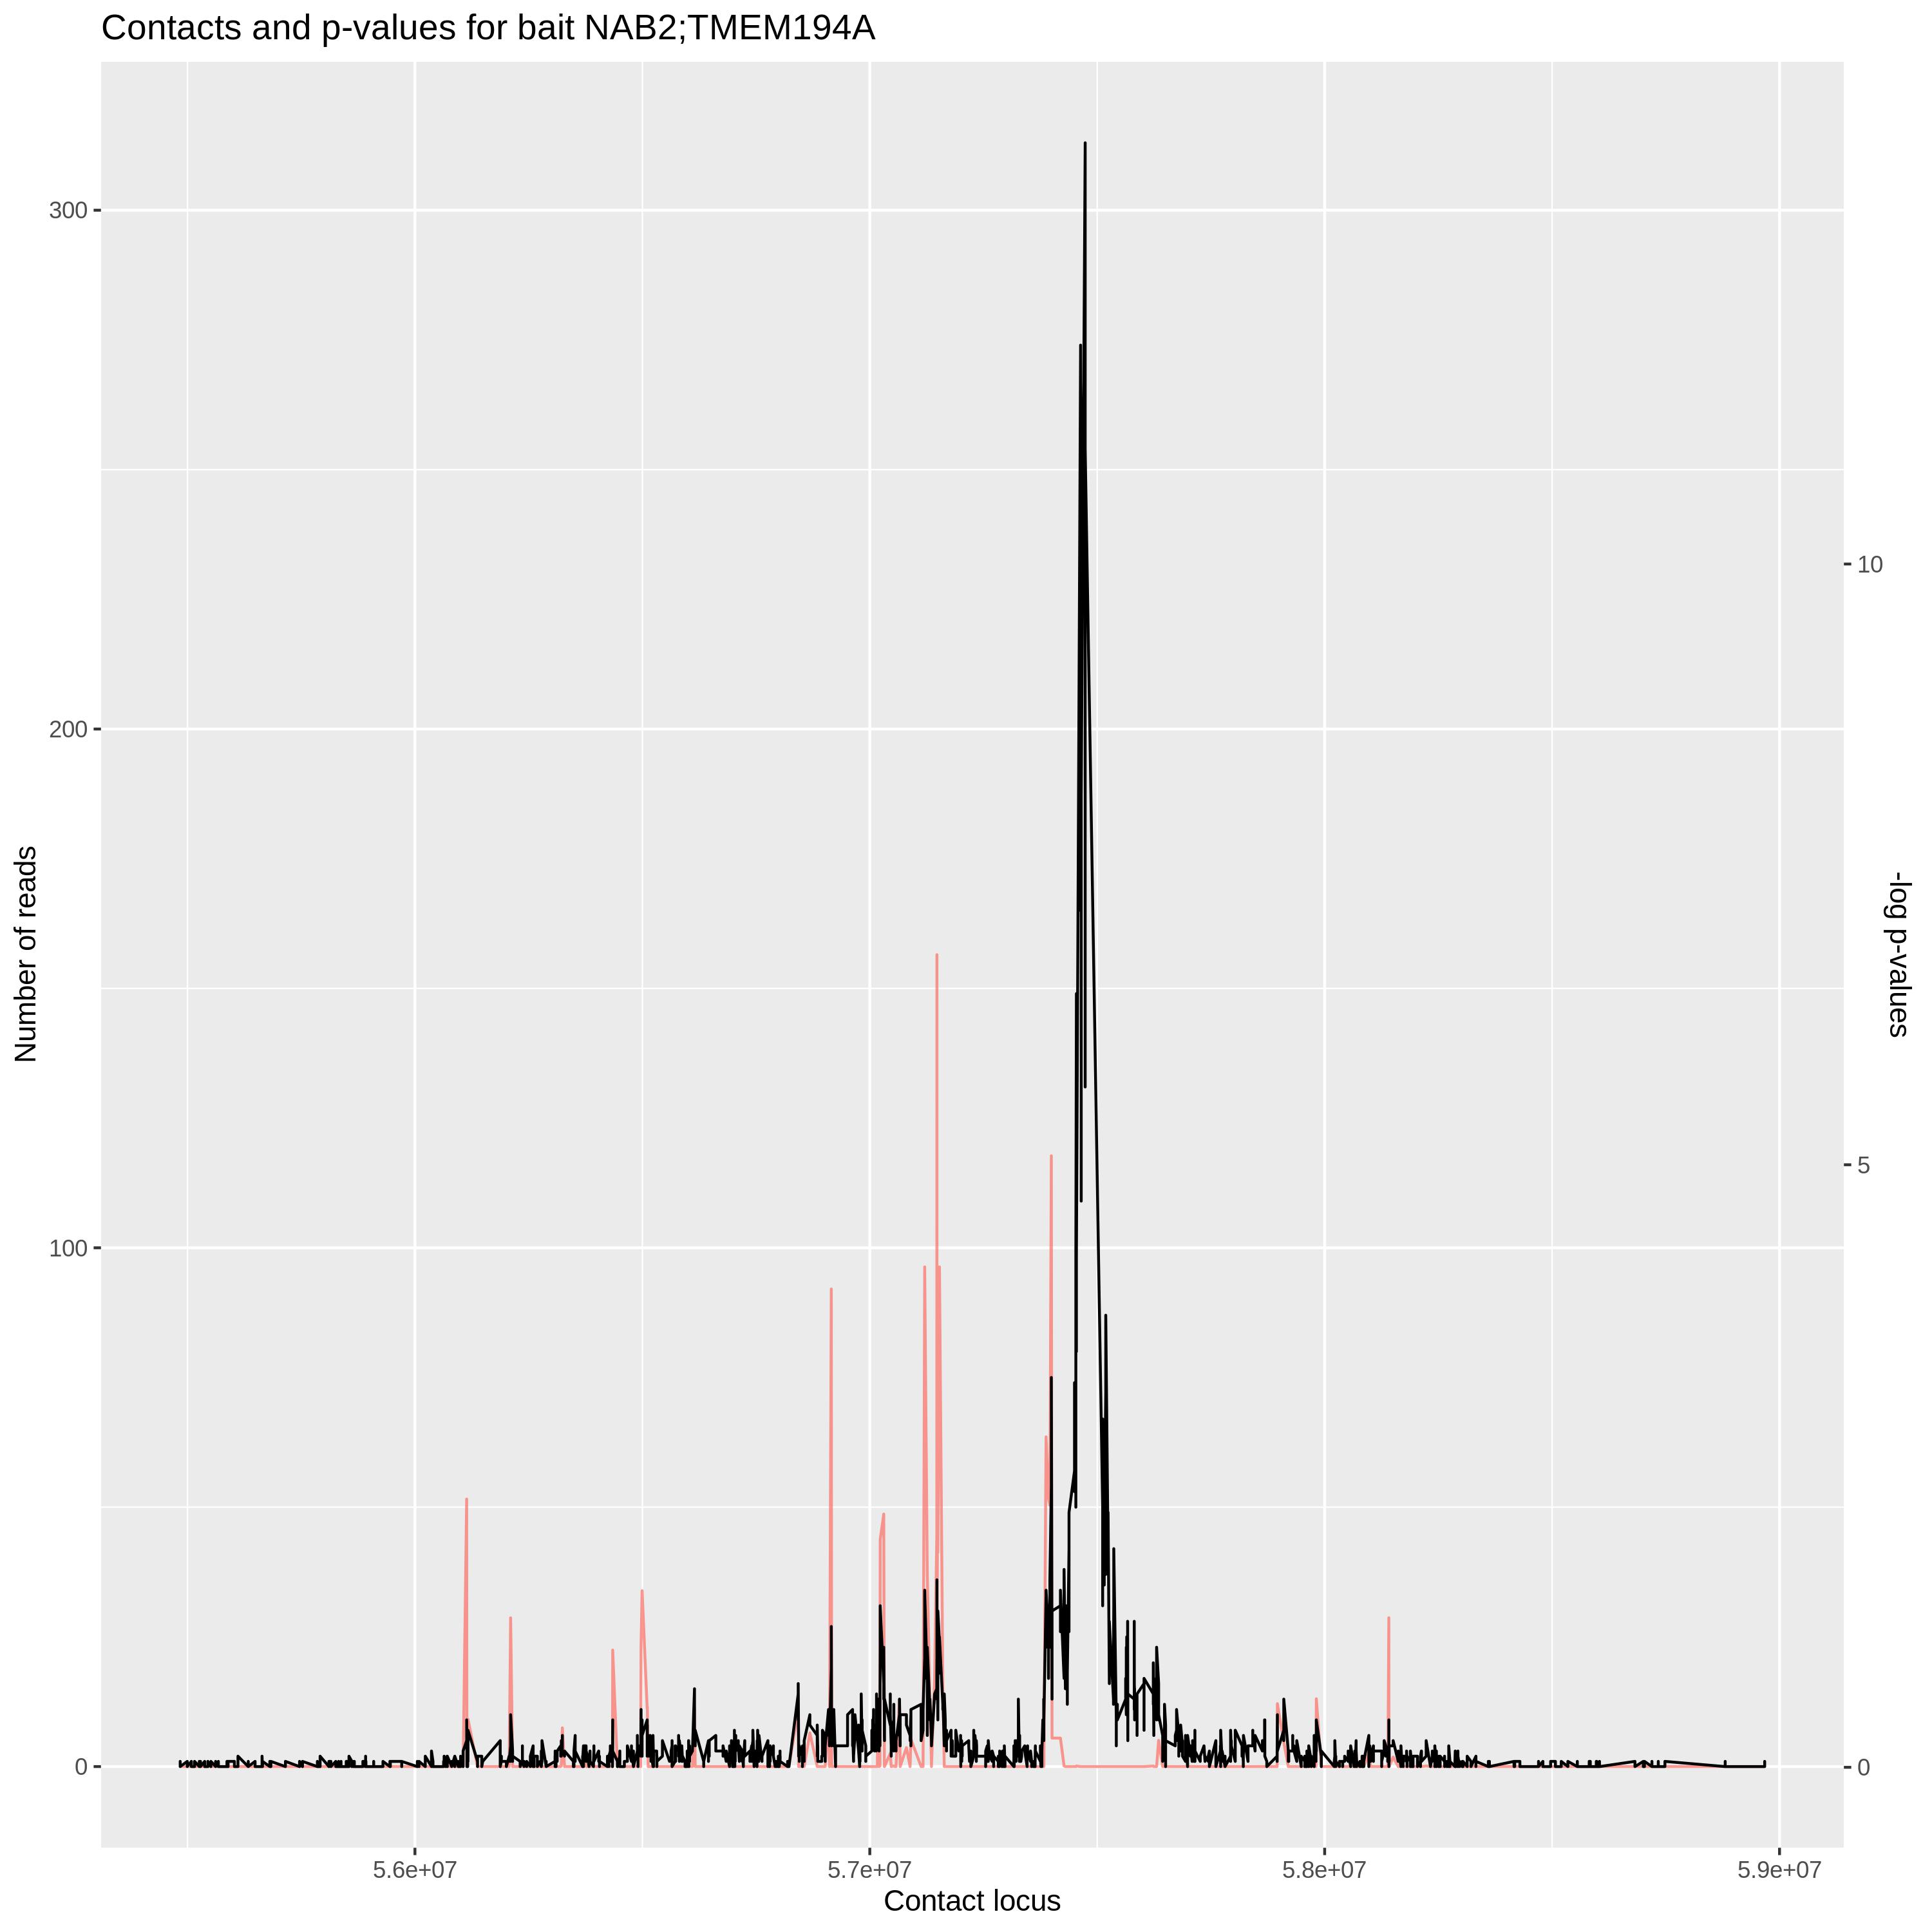 Contacts and p-values for bait NAB2;TMEM194A
300
200
100
0
Number of reads
10
5
0
-log p-values
5.6e+07
5.7e+07
5.8e+07
5.9e+07
Contact locus